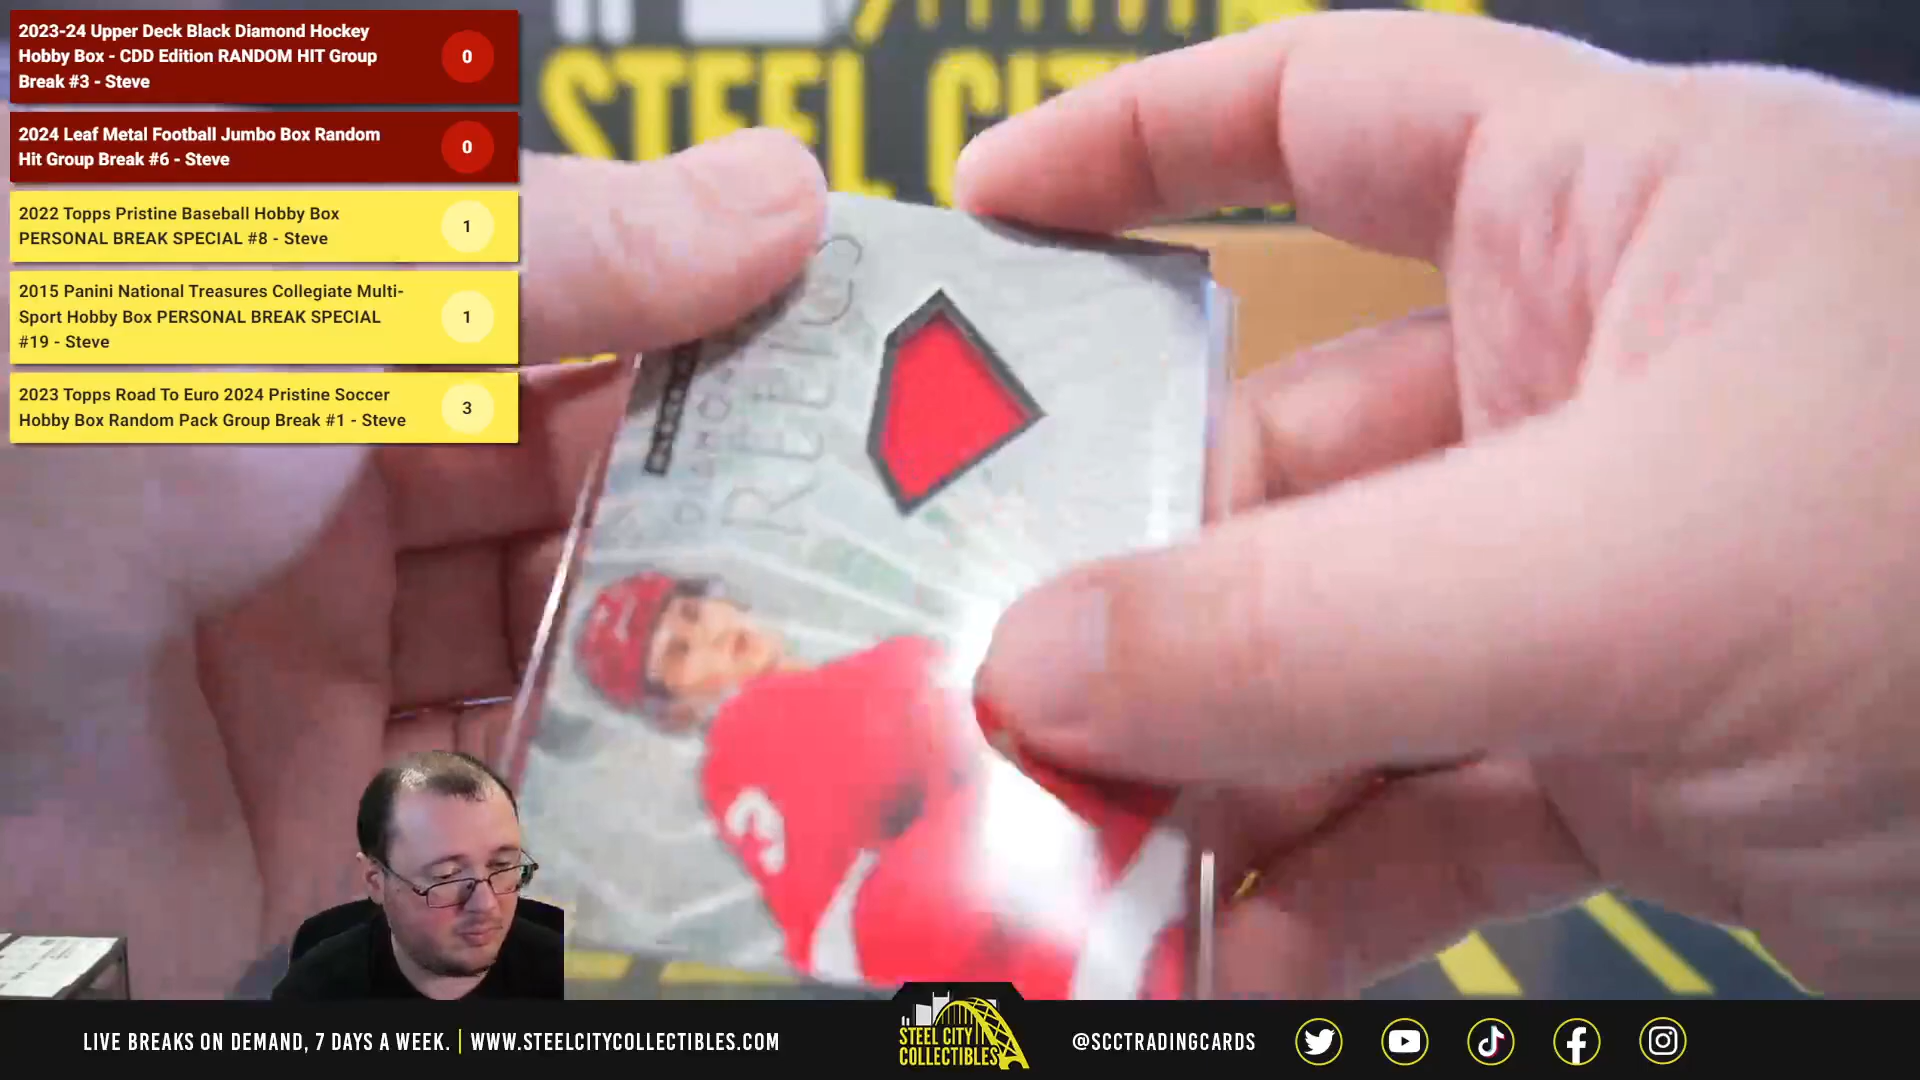 2023-24 Upper Deck Black Diamond Hockey
Hobby Box - CDD Edition RANDOM HIT Group
Break #3 - Steve
0
2024 Leaf Metal Football Jumbo Box Random
Hit Group Break #6 - Steve
0
2022 Topps Pristine Baseball Hobby Box
PERSONAL BREAK SPECIAL #8 - Steve
1
2015 Panini National Treasures Collegiate Multi-
Sport Hobby Box PERSONAL BREAK SPECIAL
#19 - Steve
1
2023 Topps Road To Euro 2024 Pristine Soccer
Hobby Box Random Pack Group Break #1 - Steve
3
STEEL
RELICS
3
LIVE BREAKS ON DEMAND, 7 DAYS A WEEK. | WWW.STEELCITYCOLLECTIBLES.COM
STEEL CITY
COLLECTIBLES
@SCCTRADINGCARDS